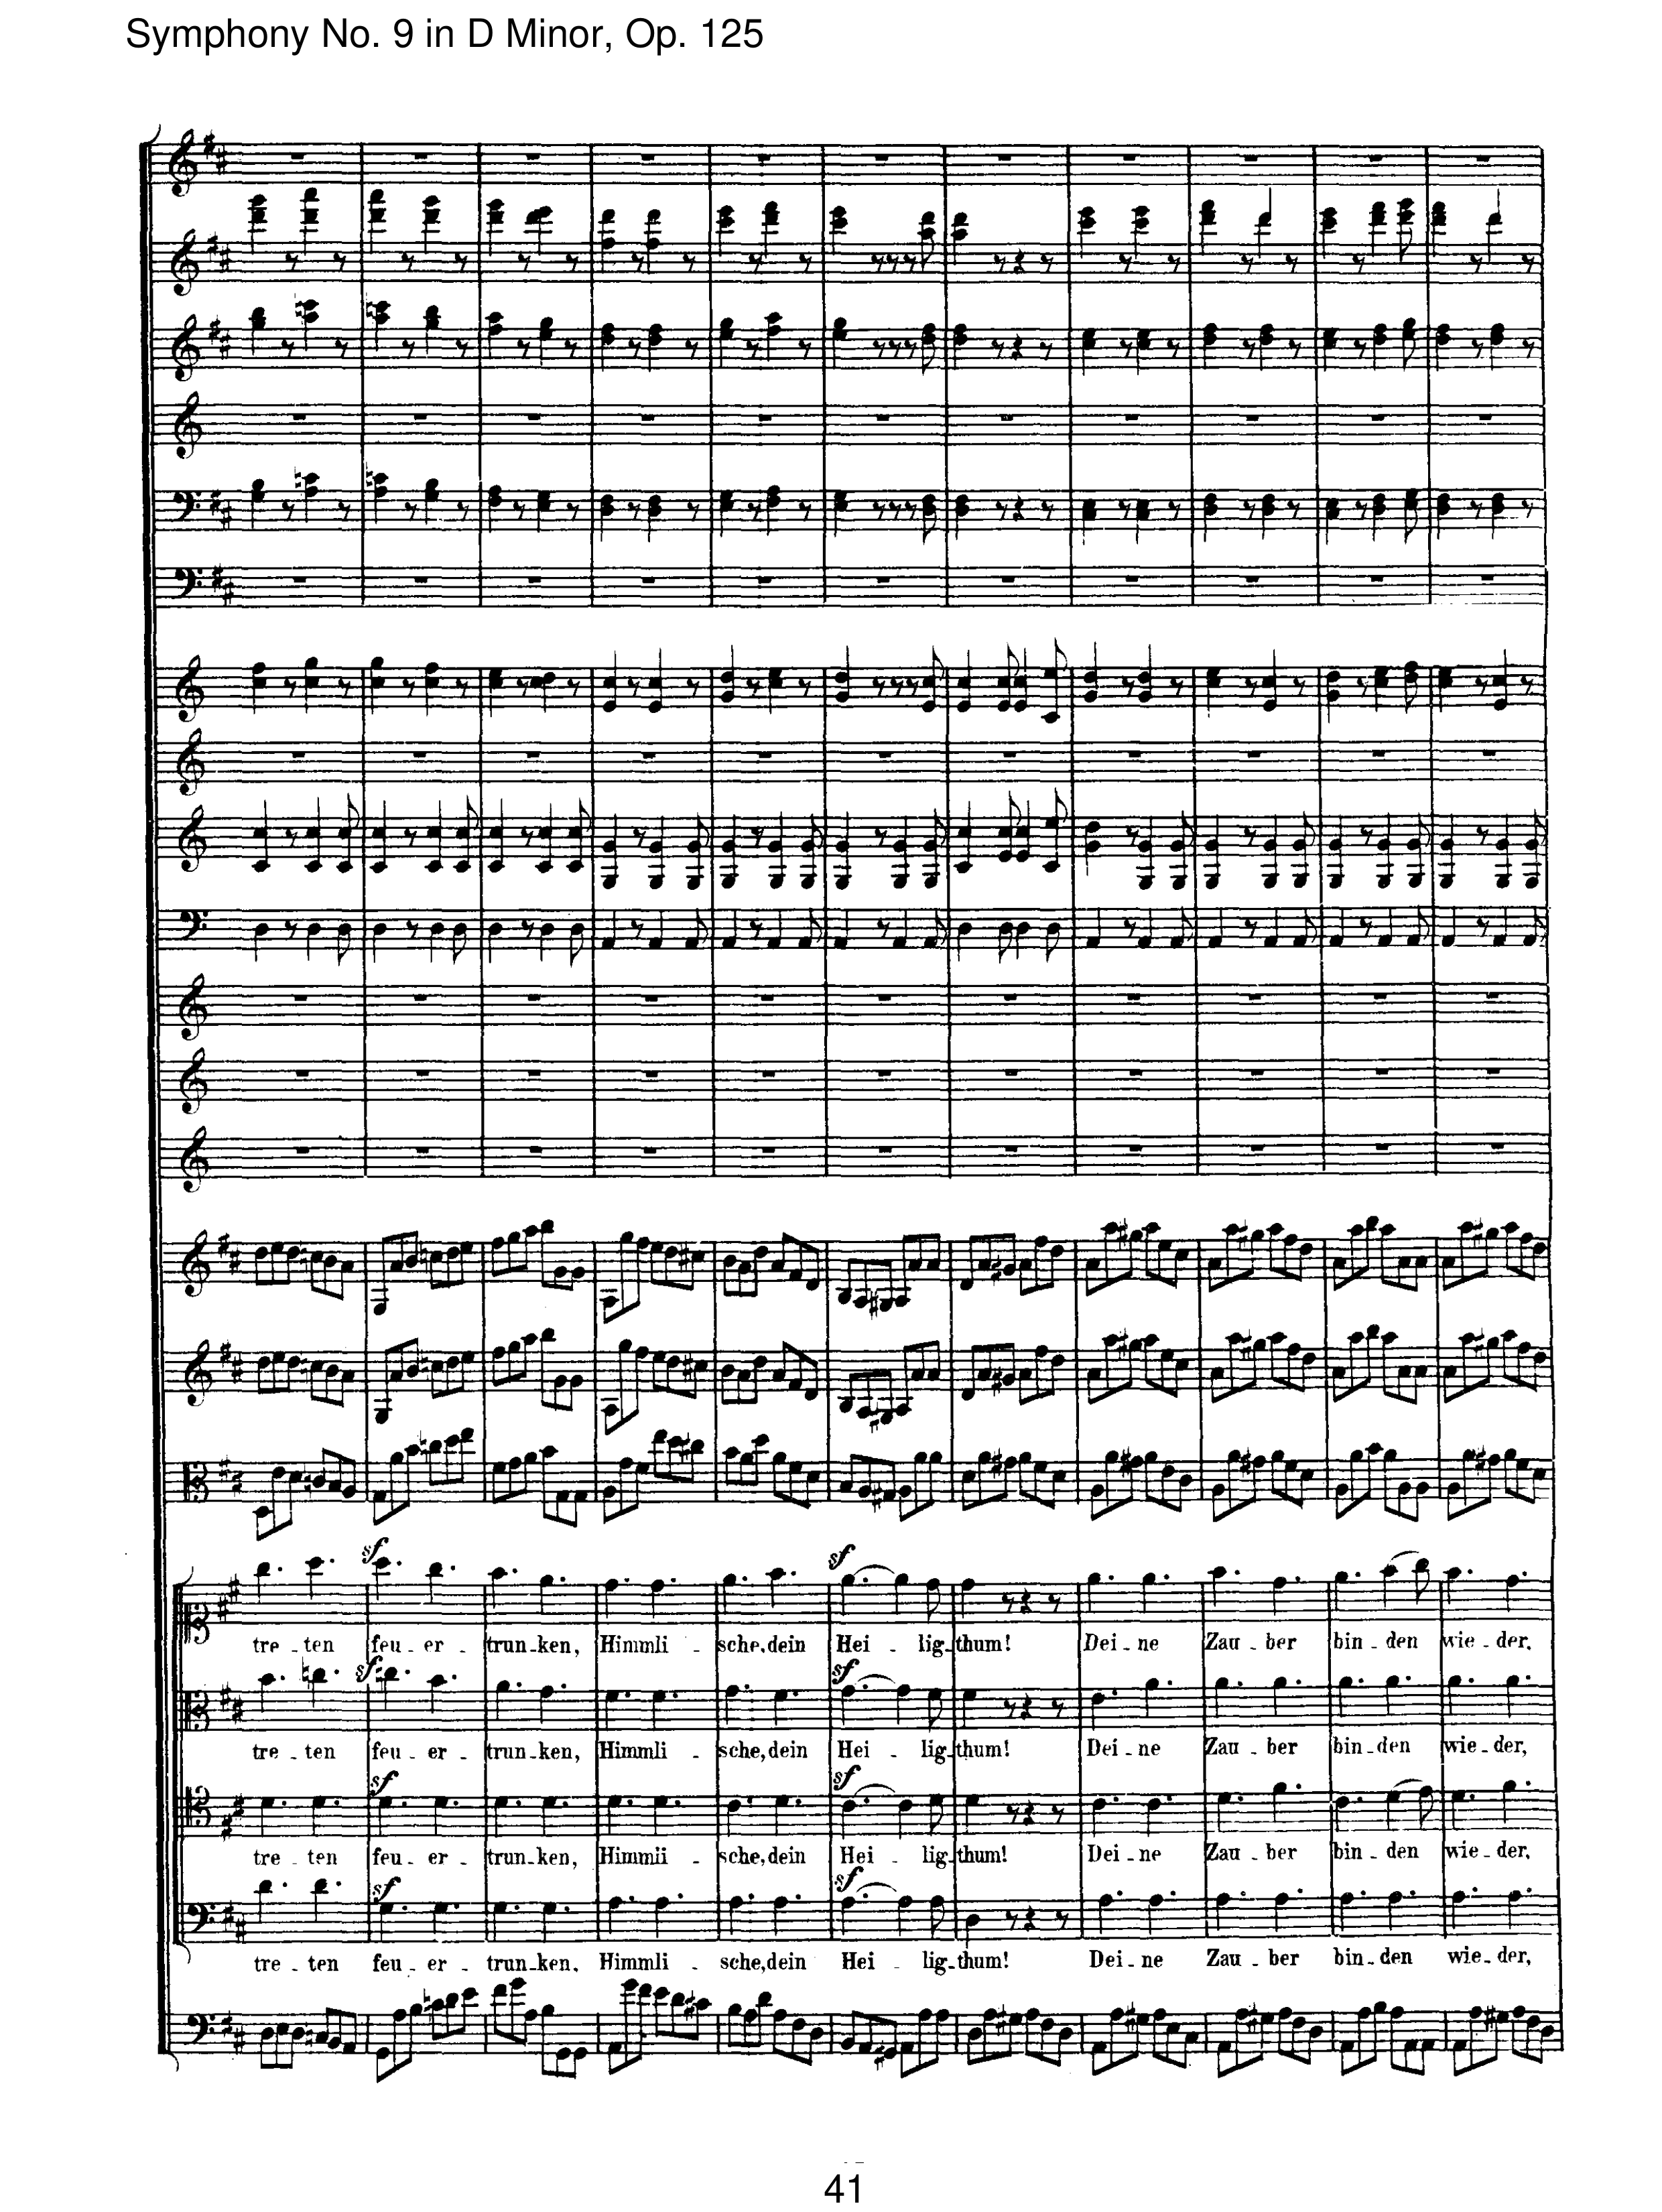 Symphony No. 9 in D Minor, Op. 125
sf sf
tre - ten feu - er - trun - ken, Himmli - sche, dein Hei - lig - thum! Dei - ne Zau - ber bin - den wie - der,
sf sf
tre - ten feu - er - trun - ken, Himmli - sche, dein Hei - lig - thum! Dei - ne Zau - ber bin - den wie - der,
sf sf
tre - ten feu - er - trun - ken, Himmii - sche, dein Hei - lig - thum! Dei - ne Zau - ber bin - den wie - der,
sf sf
tre - ten feu - er - trun - ken, Himmli - sche, dein Hei - lig - thum! Dei - ne Zau - ber bin - den wie - der,
41